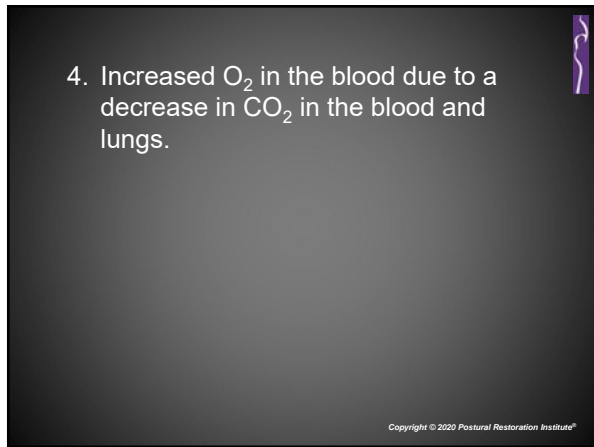 4. Increased O₂ in the blood due to a
decrease in CO₂ in the blood and
lungs.
Copyright © 2020 Postural Restoration Institute®